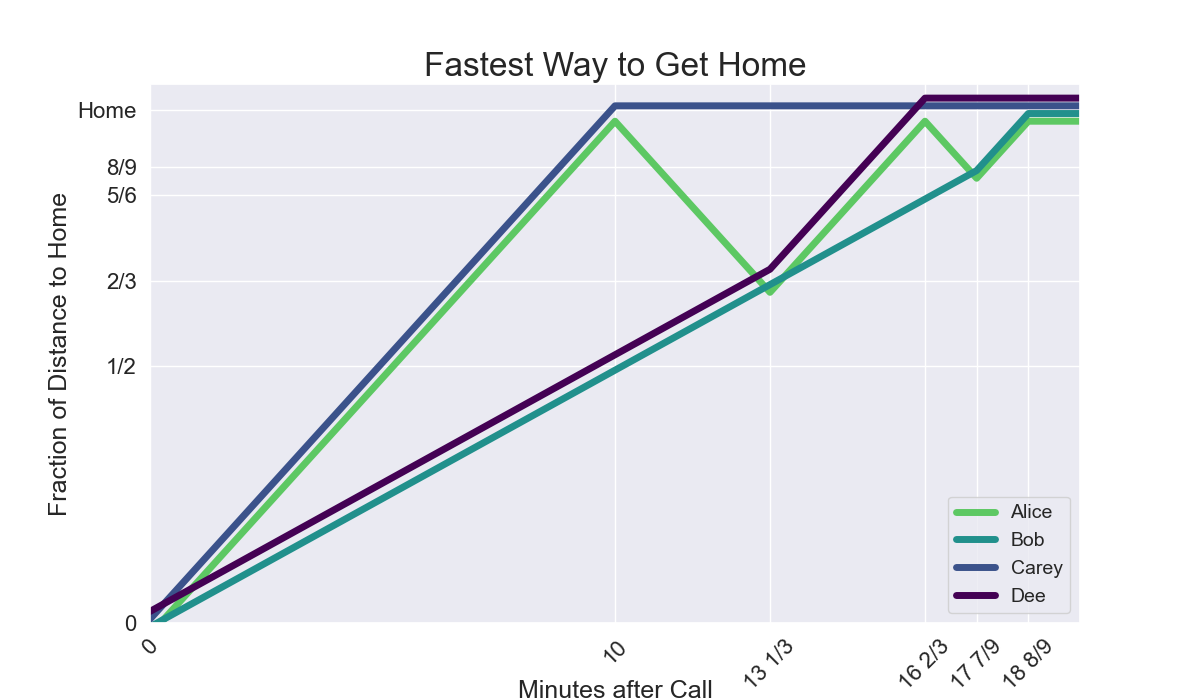 Fastest Way to Get Home
Fraction of Distance to Home
Home
8/9
5/6
2/3
1/2
0
0
10
13 1/3
16 2/3
17 7/9
18 8/9
Minutes after Call
Alice
Bob
Carey
Dee